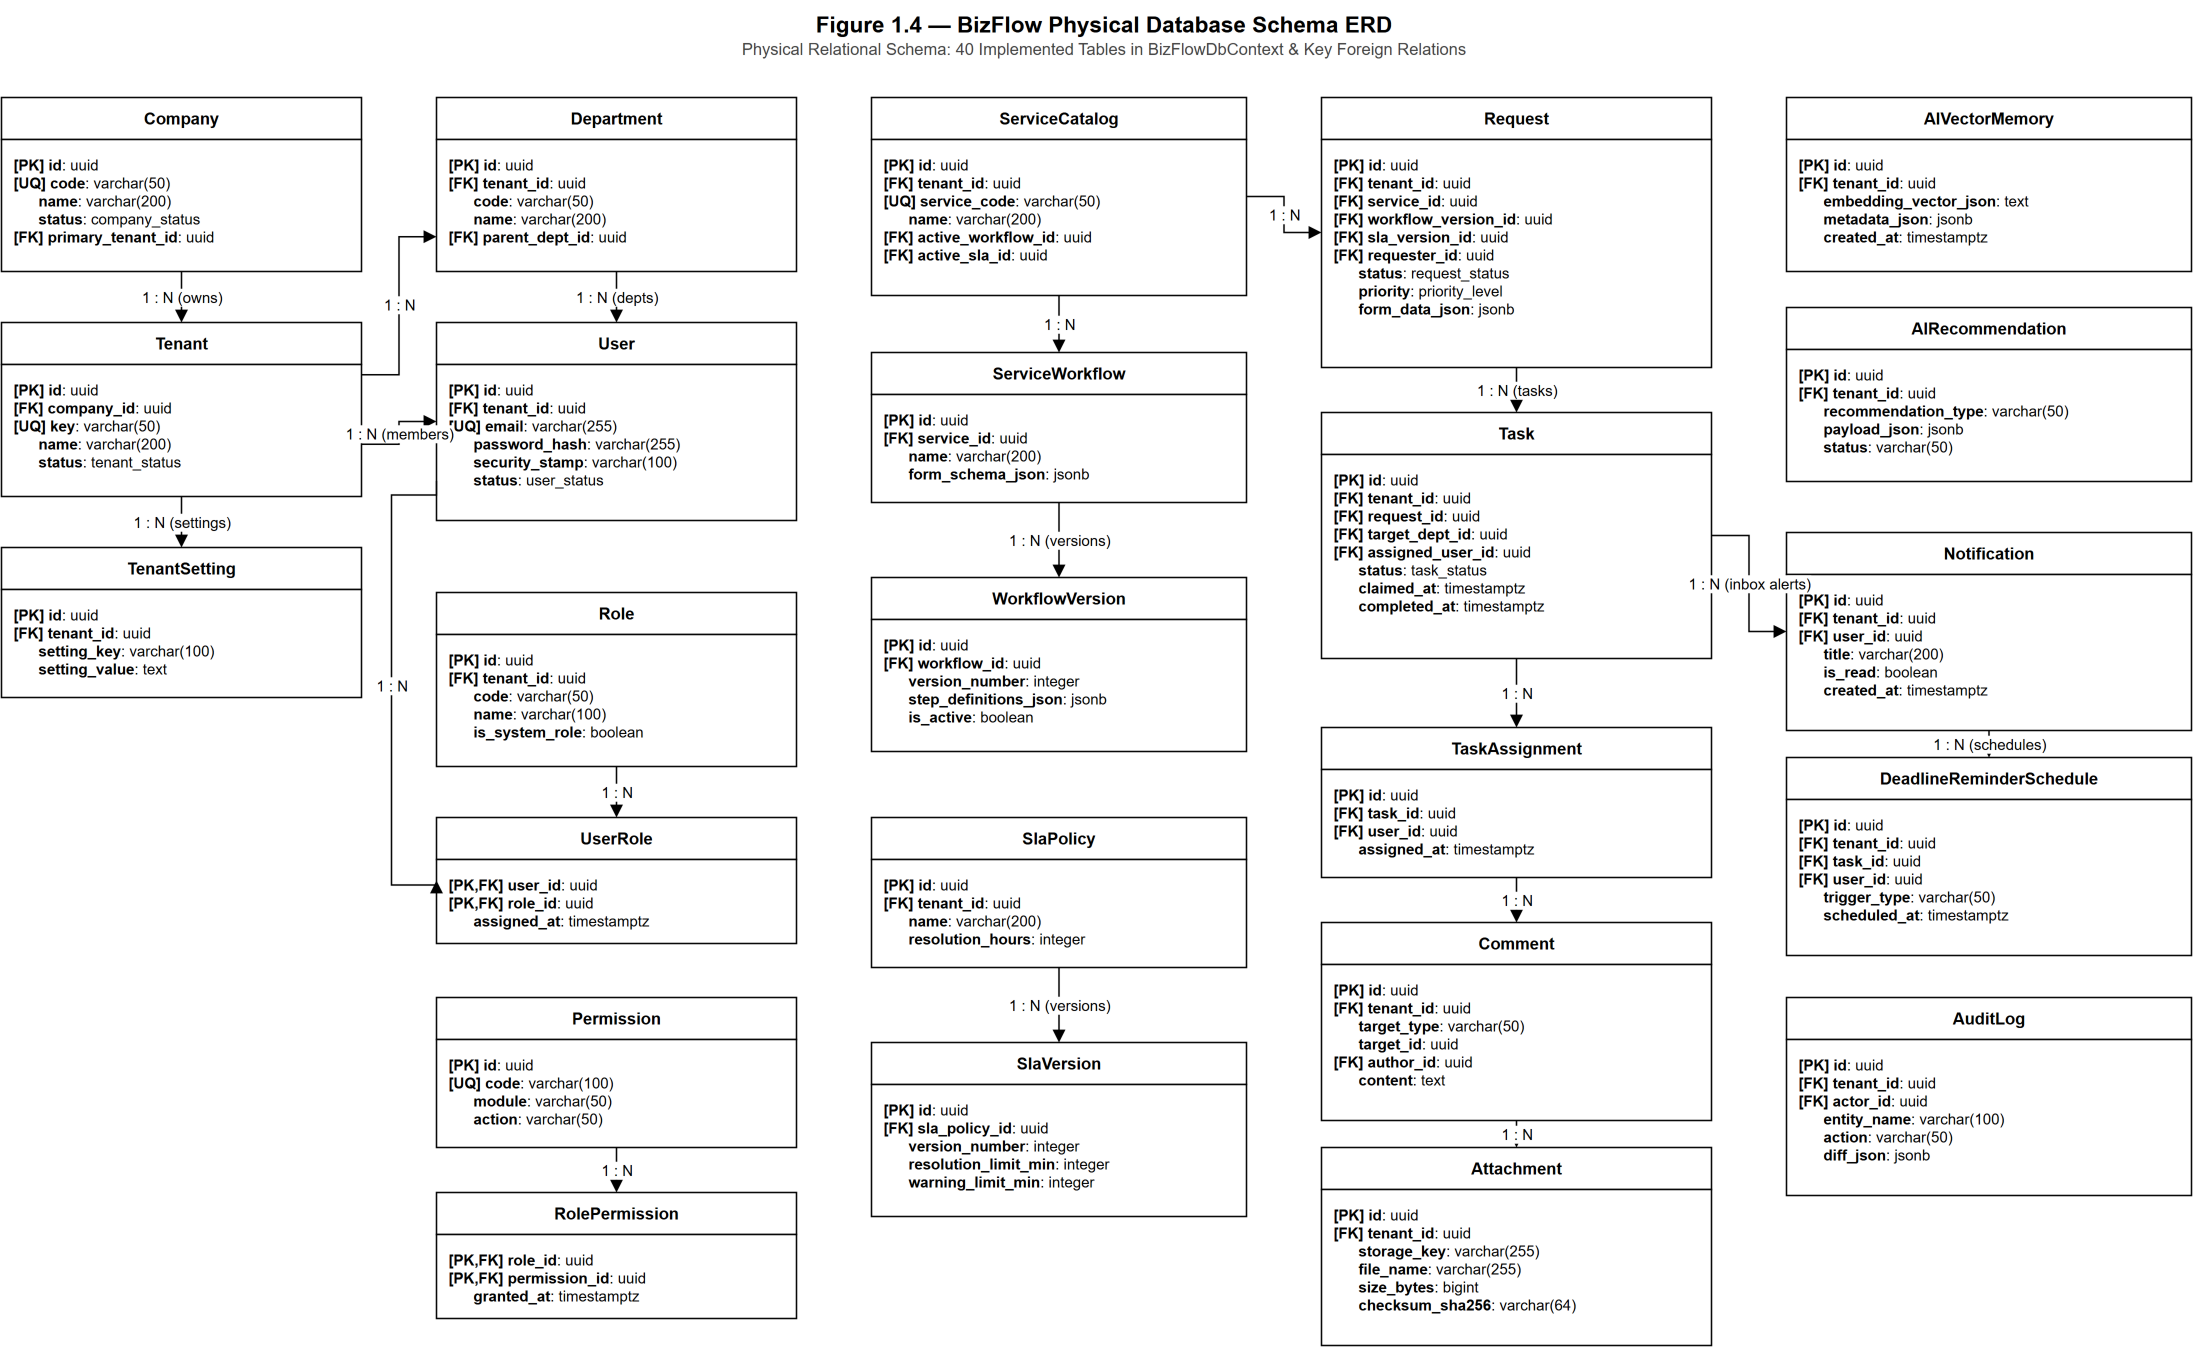 Figure 1.4 — BizFlow Physical Database Schema ERD
Physical Relational Schema: 40 Implemented Tables in BizFlowDbContext & Key Foreign Relations
Company
[PK] id: uuid
[UQ] code: varchar(50)
name: varchar(200)
status: company_status
[FK] primary_tenant_id: uuid
1 : N (owns)
Tenant
[PK] id: uuid
[FK] company_id: uuid
[UQ] key: varchar(50)
name: varchar(200)
status: tenant_status
1 : N (settings)
TenantSetting
[PK] id: uuid
[FK] tenant_id: uuid
setting_key: varchar(100)
setting_value: text
1 : N
1 : N (members)
1 : N
Department
[PK] id: uuid
[FK] tenant_id: uuid
code: varchar(50)
name: varchar(200)
[FK] parent_dept_id: uuid
1 : N (depts)
User
[PK] id: uuid
[FK] tenant_id: uuid
[UQ] email: varchar(255)
password_hash: varchar(255)
security_stamp: varchar(100)
status: user_status
Role
[PK] id: uuid
[FK] tenant_id: uuid
code: varchar(50)
name: varchar(100)
is_system_role: boolean
1 : N
UserRole
[PK,FK] user_id: uuid
[PK,FK] role_id: uuid
assigned_at: timestamptz
Permission
[PK] id: uuid
[UQ] code: varchar(100)
module: varchar(50)
action: varchar(50)
1 : N
RolePermission
[PK,FK] role_id: uuid
[PK,FK] permission_id: uuid
granted_at: timestamptz
ServiceCatalog
[PK] id: uuid
[FK] tenant_id: uuid
[UQ] service_code: varchar(50)
name: varchar(200)
[FK] active_workflow_id: uuid
[FK] active_sla_id: uuid
1 : N
1 : N
ServiceWorkflow
[PK] id: uuid
[FK] service_id: uuid
name: varchar(200)
form_schema_json: jsonb
1 : N (versions)
WorkflowVersion
[PK] id: uuid
[FK] workflow_id: uuid
version_number: integer
step_definitions_json: jsonb
is_active: boolean
SlaPolicy
[PK] id: uuid
[FK] tenant_id: uuid
name: varchar(200)
resolution_hours: integer
1 : N (versions)
SlaVersion
[PK] id: uuid
[FK] sla_policy_id: uuid
version_number: integer
resolution_limit_min: integer
warning_limit_min: integer
Request
[PK] id: uuid
[FK] tenant_id: uuid
[FK] service_id: uuid
[FK] workflow_version_id: uuid
[FK] sla_version_id: uuid
[FK] requester_id: uuid
status: request_status
priority: priority_level
form_data_json: jsonb
1 : N (tasks)
Task
[PK] id: uuid
[FK] tenant_id: uuid
[FK] request_id: uuid
[FK] target_dept_id: uuid
[FK] assigned_user_id: uuid
status: task_status
claimed_at: timestamptz
completed_at: timestamptz
1 : N (inbox alerts)
1 : N
TaskAssignment
[PK] id: uuid
[FK] task_id: uuid
[FK] user_id: uuid
assigned_at: timestamptz
1 : N
Comment
[PK] id: uuid
[FK] tenant_id: uuid
target_type: varchar(50)
target_id: uuid
[FK] author_id: uuid
content: text
1 : N
Attachment
[PK] id: uuid
[FK] tenant_id: uuid
storage_key: varchar(255)
file_name: varchar(255)
size_bytes: bigint
checksum_sha256: varchar(64)
AIVectorMemory
[PK] id: uuid
[FK] tenant_id: uuid
embedding_vector_json: text
metadata_json: jsonb
created_at: timestamptz
AIRecommendation
[PK] id: uuid
[FK] tenant_id: uuid
recommendation_type: varchar(50)
payload_json: jsonb
status: varchar(50)
Notification
[PK] id: uuid
[FK] tenant_id: uuid
[FK] user_id: uuid
title: varchar(200)
is_read: boolean
created_at: timestamptz
1 : N (schedules)
DeadlineReminderSchedule
[PK] id: uuid
[FK] tenant_id: uuid
[FK] task_id: uuid
[FK] user_id: uuid
trigger_type: varchar(50)
scheduled_at: timestamptz
AuditLog
[PK] id: uuid
[FK] tenant_id: uuid
[FK] actor_id: uuid
entity_name: varchar(100)
action: varchar(50)
diff_json: jsonb